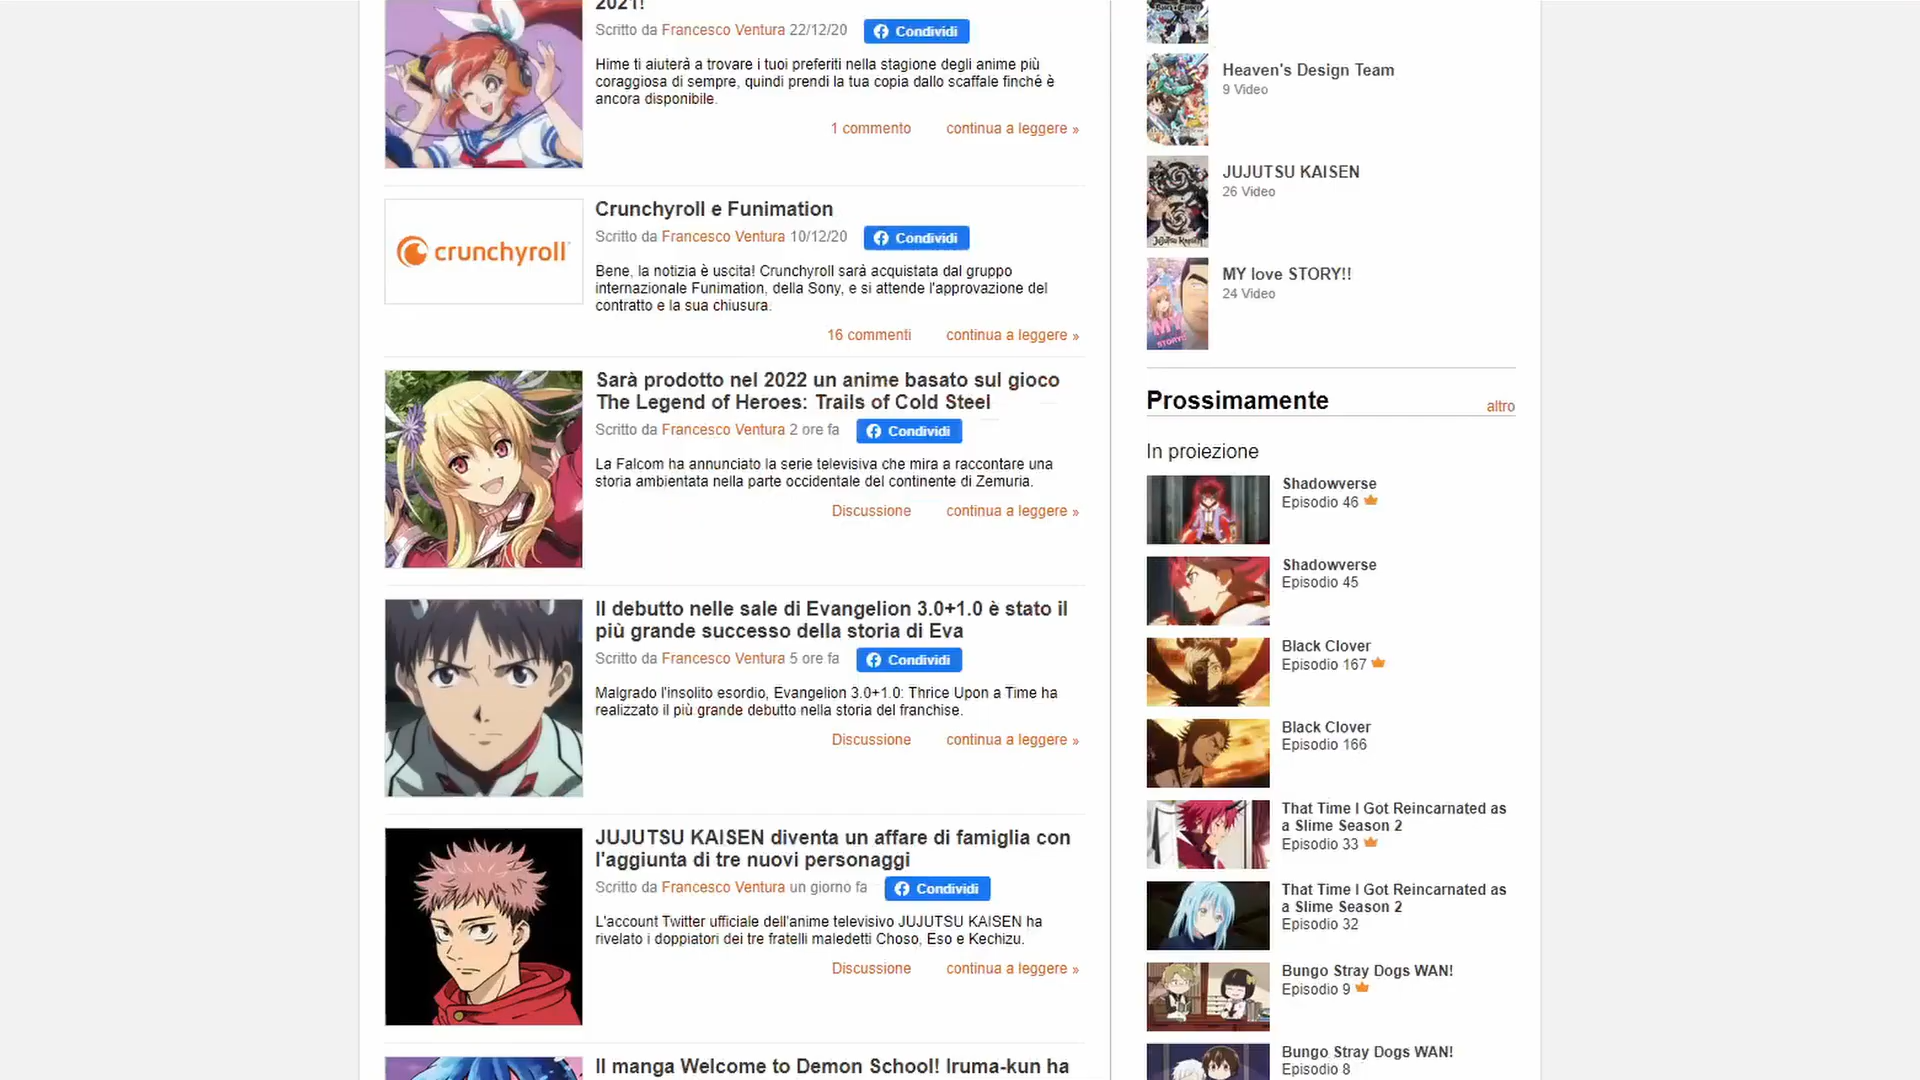 2021!
Scritto da Francesco Ventura 22/12/20 Condividi
Hime ti aiuterà a trovare i tuoi preferiti nella stagione degli anime più
coraggiosa di sempre, quindi prendi la tua copia dallo scaffale finché è
ancora disponibile.
1 commento continua a leggere »
crunchyroll
Crunchyroll e Funimation
Scritto da Francesco Ventura 10/12/20 Condividi
Bene, la notizia è uscita! Crunchyroll sarà acquistata dal gruppo
internazionale Funimation, della Sony, e si attende l'approvazione del
contratto e la sua chiusura.
16 commenti continua a leggere »
Sarà prodotto nel 2022 un anime basato sul gioco
The Legend of Heroes: Trails of Cold Steel
Scritto da Francesco Ventura 2 ore fa Condividi
La Falcom ha annunciato la serie televisiva che mira a raccontare una
storia ambientata nella parte occidentale del continente di Zemuria.
Discussione continua a leggere »
Il debutto nelle sale di Evangelion 3.0+1.0 è stato il
più grande successo della storia di Eva
Scritto da Francesco Ventura 5 ore fa Condividi
Malgrado l'insolito esordio, Evangelion 3.0+1.0: Thrice Upon a Time ha
realizzato il più grande debutto nella storia del franchise.
Discussione continua a leggere »
JUJUTSU KAISEN diventa un affare di famiglia con
l'aggiunta di tre nuovi personaggi
Scritto da Francesco Ventura un giorno fa Condividi
L'account Twitter ufficiale dell'anime televisivo JUJUTSU KAISEN ha
rivelato i doppiatori dei tre fratelli maledetti Choso, Eso e Kechizu.
Discussione continua a leggere »
Il manga Welcome to Demon School! Iruma-kun ha
Heaven's Design Team
9 Video
JUJUTSU KAISEN
26 Video
Jujutsu Kaisen
MY love STORY!!
24 Video
MY
STORY!!
Prossimamente altro
In proiezione
Shadowverse
Episodio 46
Shadowverse
Episodio 45
Black Clover
Episodio 167
Black Clover
Episodio 166
That Time I Got Reincarnated as
a Slime Season 2
Episodio 33
That Time I Got Reincarnated as
a Slime Season 2
Episodio 32
Bungo Stray Dogs WAN!
Episodio 9
Bungo Stray Dogs WAN!
Episodio 8